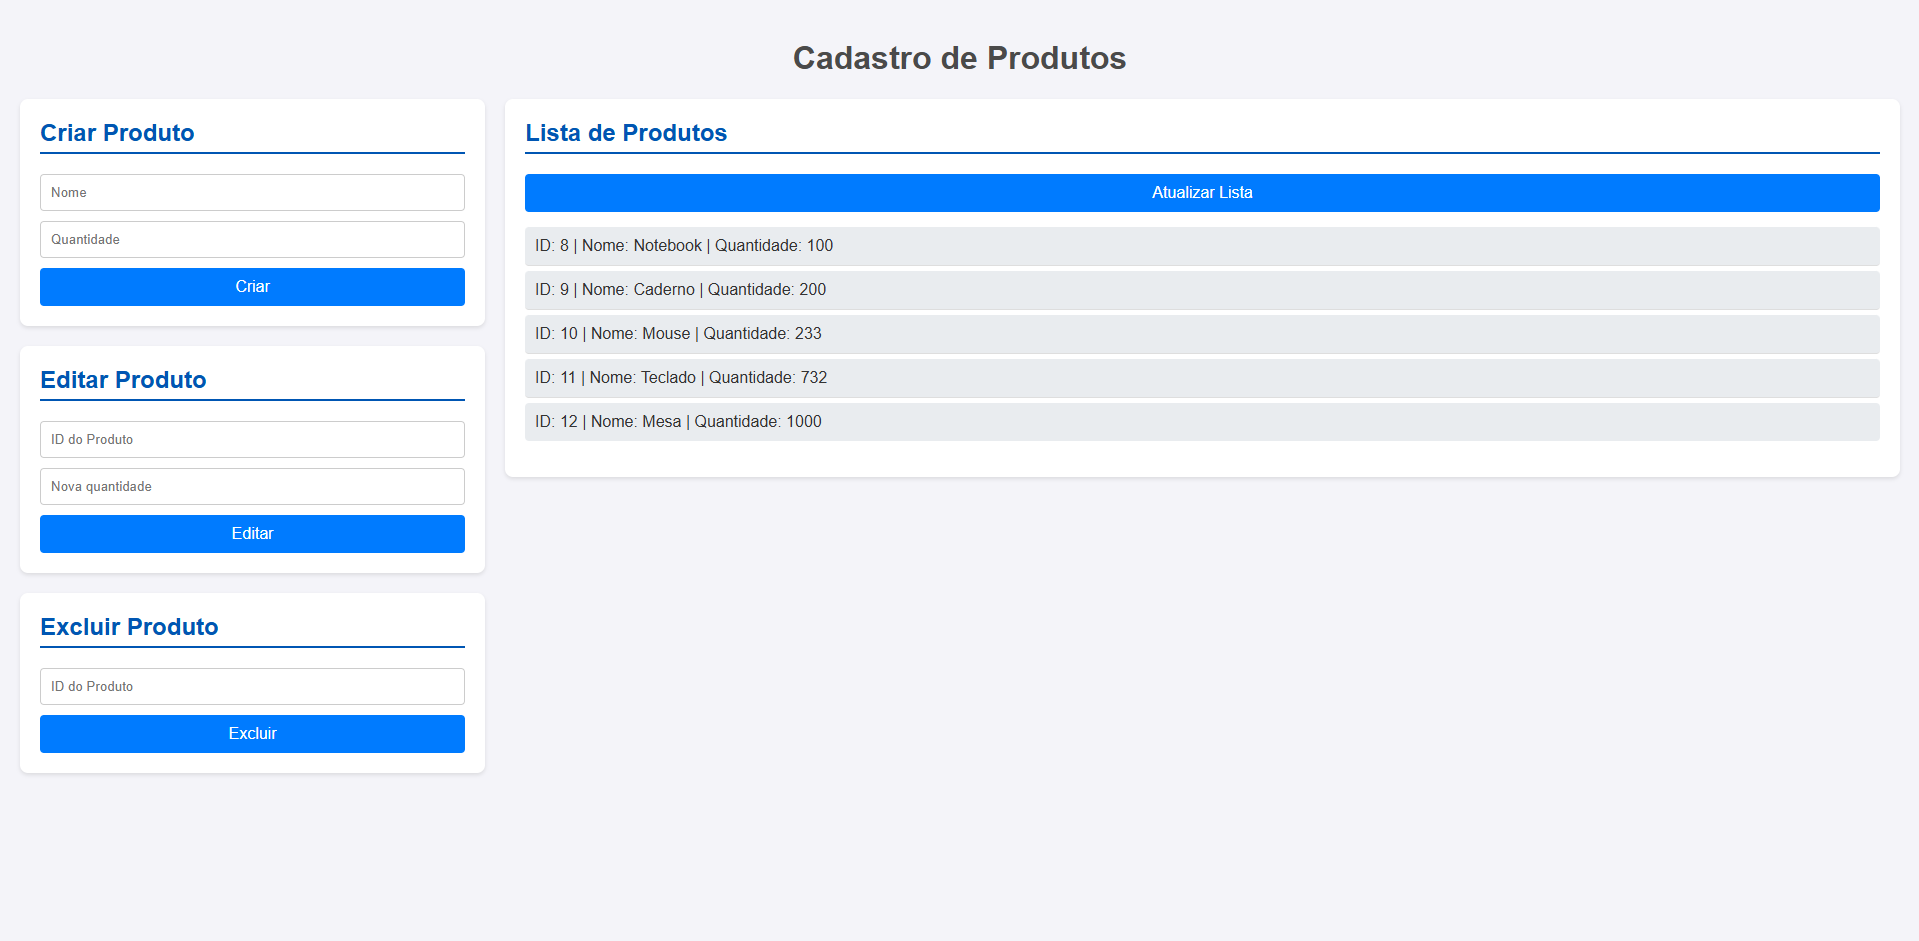 Cadastro de Produtos
Criar Produto
Nome
Quantidade
Criar
Editar Produto
ID do Produto
Nova quantidade
Editar
Excluir Produto
ID do Produto
Excluir
Lista de Produtos
Atualizar Lista
ID: 8 | Nome: Notebook | Quantidade: 100
ID: 9 | Nome: Caderno | Quantidade: 200
ID: 10 | Nome: Mouse | Quantidade: 233
ID: 11 | Nome: Teclado | Quantidade: 732
ID: 12 | Nome: Mesa | Quantidade: 1000